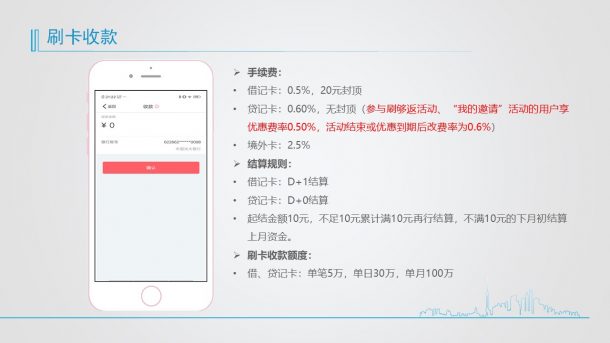 刷卡收款
收款
¥ 0
确认
手续费：
借记卡：0.5%，20元封顶
贷记卡：0.60%，无封顶（参与刷够返活动、“我的邀请”活动的用户享
优惠费率0.50%，活动结束或优惠到期后改费率为0.6%）
境外卡：2.5%
结算规则：
借记卡：D+1结算
贷记卡：D+0结算
起结金额10元，不足10元累计满10元再行结算，不满10元的下月初结算
上月资金。
刷卡收款额度：
借、贷记卡：单笔5万，单日30万，单月100万